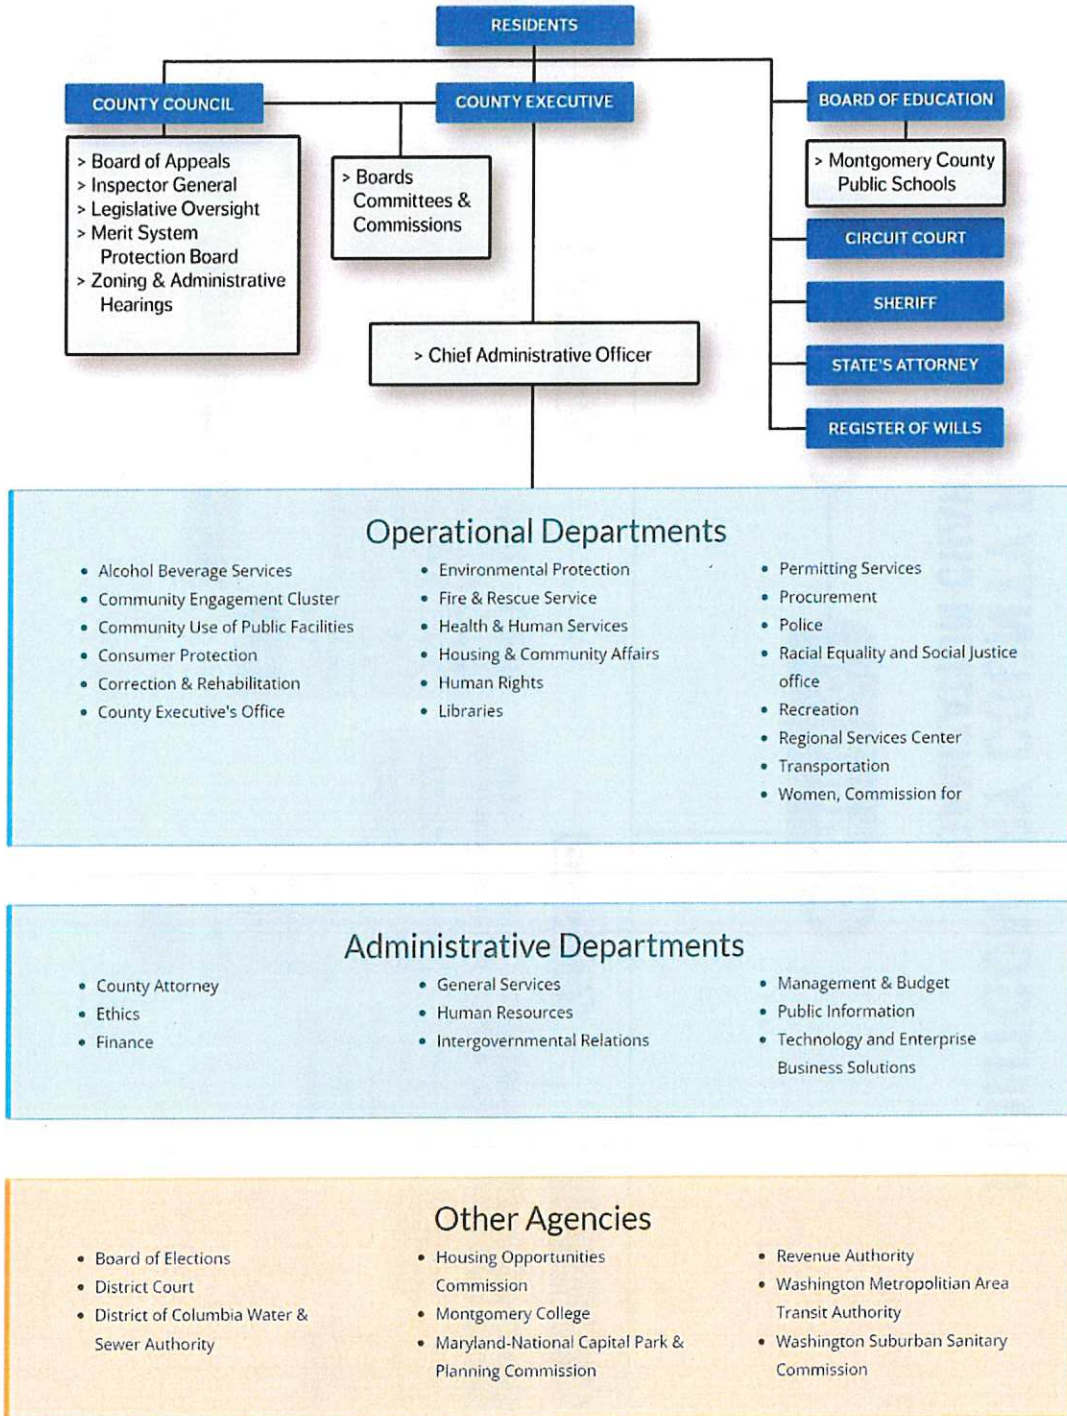 RESIDENTS
COUNTY COUNCIL
COUNTY EXECUTIVE
BOARD OF EDUCATION
> Board of Appeals
> Inspector General
> Legislative Oversight
> Merit System
Protection Board
> Zoning & Administrative
Hearings
> Boards
Committees &
Commissions
> Montgomery County
Public Schools
CIRCUIT COURT
SHERIFF
STATE'S ATTORNEY
REGISTER OF WILLS
> Chief Administrative Officer
Operational Departments
• Alcohol Beverage Services
• Community Engagement Cluster
• Community Use of Public Facilities
• Consumer Protection
• Correction & Rehabilitation
• County Executive's Office
• Environmental Protection
• Fire & Rescue Service
• Health & Human Services
• Housing & Community Affairs
• Human Rights
• Libraries
• Permitting Services
• Procurement
• Police
• Racial Equality and Social Justice
office
• Recreation
• Regional Services Center
• Transportation
• Women, Commission for
Administrative Departments
• County Attorney
• Ethics
• Finance
• General Services
• Human Resources
• Intergovernmental Relations
• Management & Budget
• Public Information
• Technology and Enterprise
Business Solutions
Other Agencies
• Board of Elections
• District Court
• District of Columbia Water &
Sewer Authority
• Housing Opportunities
Commission
• Montgomery College
• Maryland-National Capital Park &
Planning Commission
• Revenue Authority
• Washington Metropolitian Area
Transit Authority
• Washington Suburban Sanitary
Commission